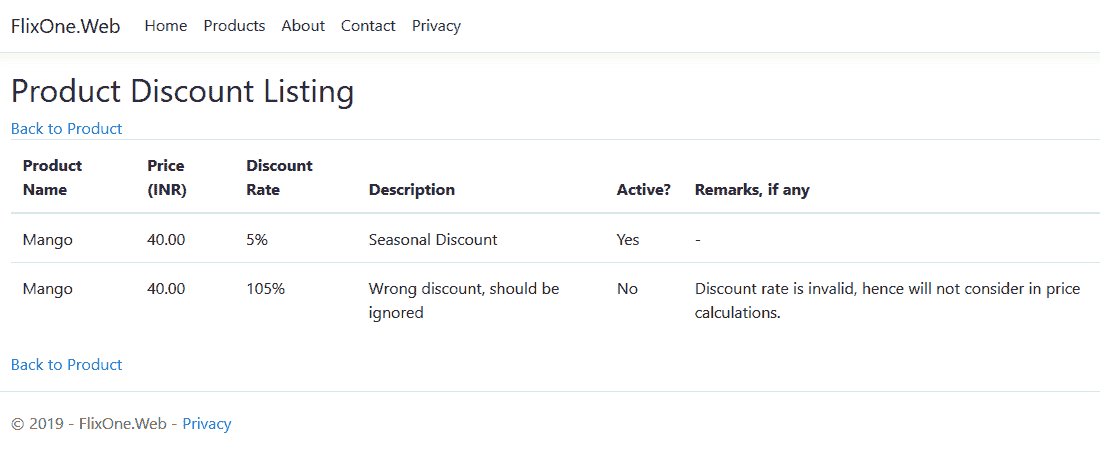 FlixOne.Web Home Products About Contact Privacy
Product Discount Listing
Back to Product
Product Name Price (INR) Discount Rate Description Active? Remarks, if any
Mango 40.00 5% Seasonal Discount Yes -
Mango 40.00 105% Wrong discount, should be ignored No Discount rate is invalid, hence will not consider in price calculations.
Back to Product
© 2019 - FlixOne.Web - Privacy